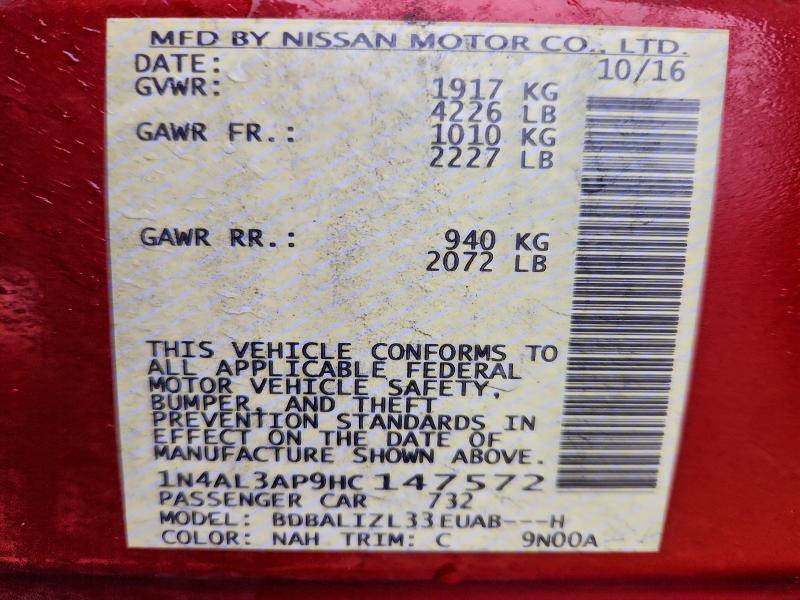 MFD BY NISSAN MOTOR CO., LTD.
DATE: 10/16
GVWR: 1917 KG
4226 LB
GAWR FR.: 1010 KG
2227 LB
GAWR RR.: 940 KG
2072 LB
THIS VEHICLE CONFORMS TO
ALL APPLICABLE FEDERAL
MOTOR VEHICLE SAFETY,
BUMPER, AND THEFT
PREVENTION STANDARDS IN
EFFECT ON THE DATE OF
MANUFACTURE SHOWN ABOVE.
1N4AL3AP9HC147572
PASSENGER CAR 732
MODEL: BDBALIZL33EUAB---H
COLOR: NAH TRIM: C 9N00A